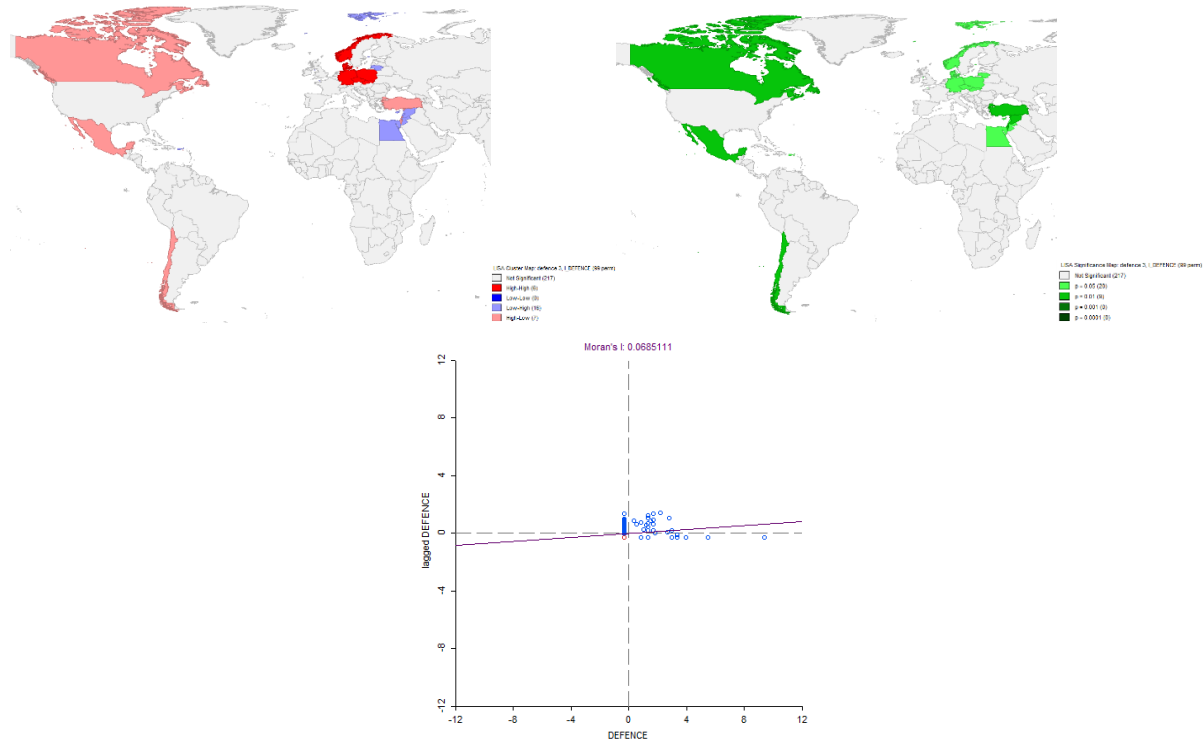 LISA Cluster Map: defence 3, I_DEFENCE (99 perm)
Not Significant (217)
High-High (6)
Low-Low (0)
Low-High (16)
High-Low (7)
LISA Significance Map: defence 3, I_DEFENCE (99 perm)
Not Significant (217)
p = 0.05 (20)
p = 0.01 (9)
p = 0.001 (0)
p = 0.0001 (0)
Moran's I: 0.0685111
12
8
4
0
-4
-8
-12
lagged DEFENCE
-12
-8
-4
0
4
8
12
DEFENCE